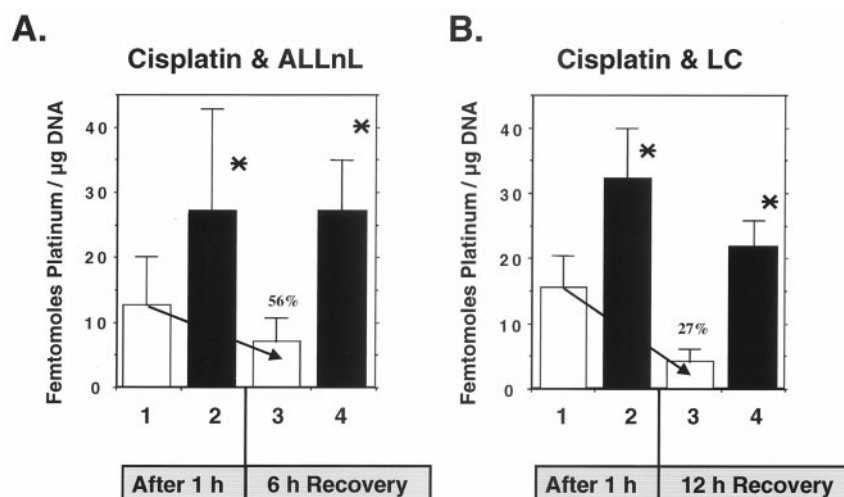 A.
Cisplatin & ALLnL
Femtomoles Platinum / µg DNA
40
30
20
10
0
56%
1 2 3 4
After 1 h 6 h Recovery
B.
Cisplatin & LC
Femtomoles Platinum / µg DNA
40
30
20
10
0
27%
1 2 3 4
After 1 h 12 h Recovery